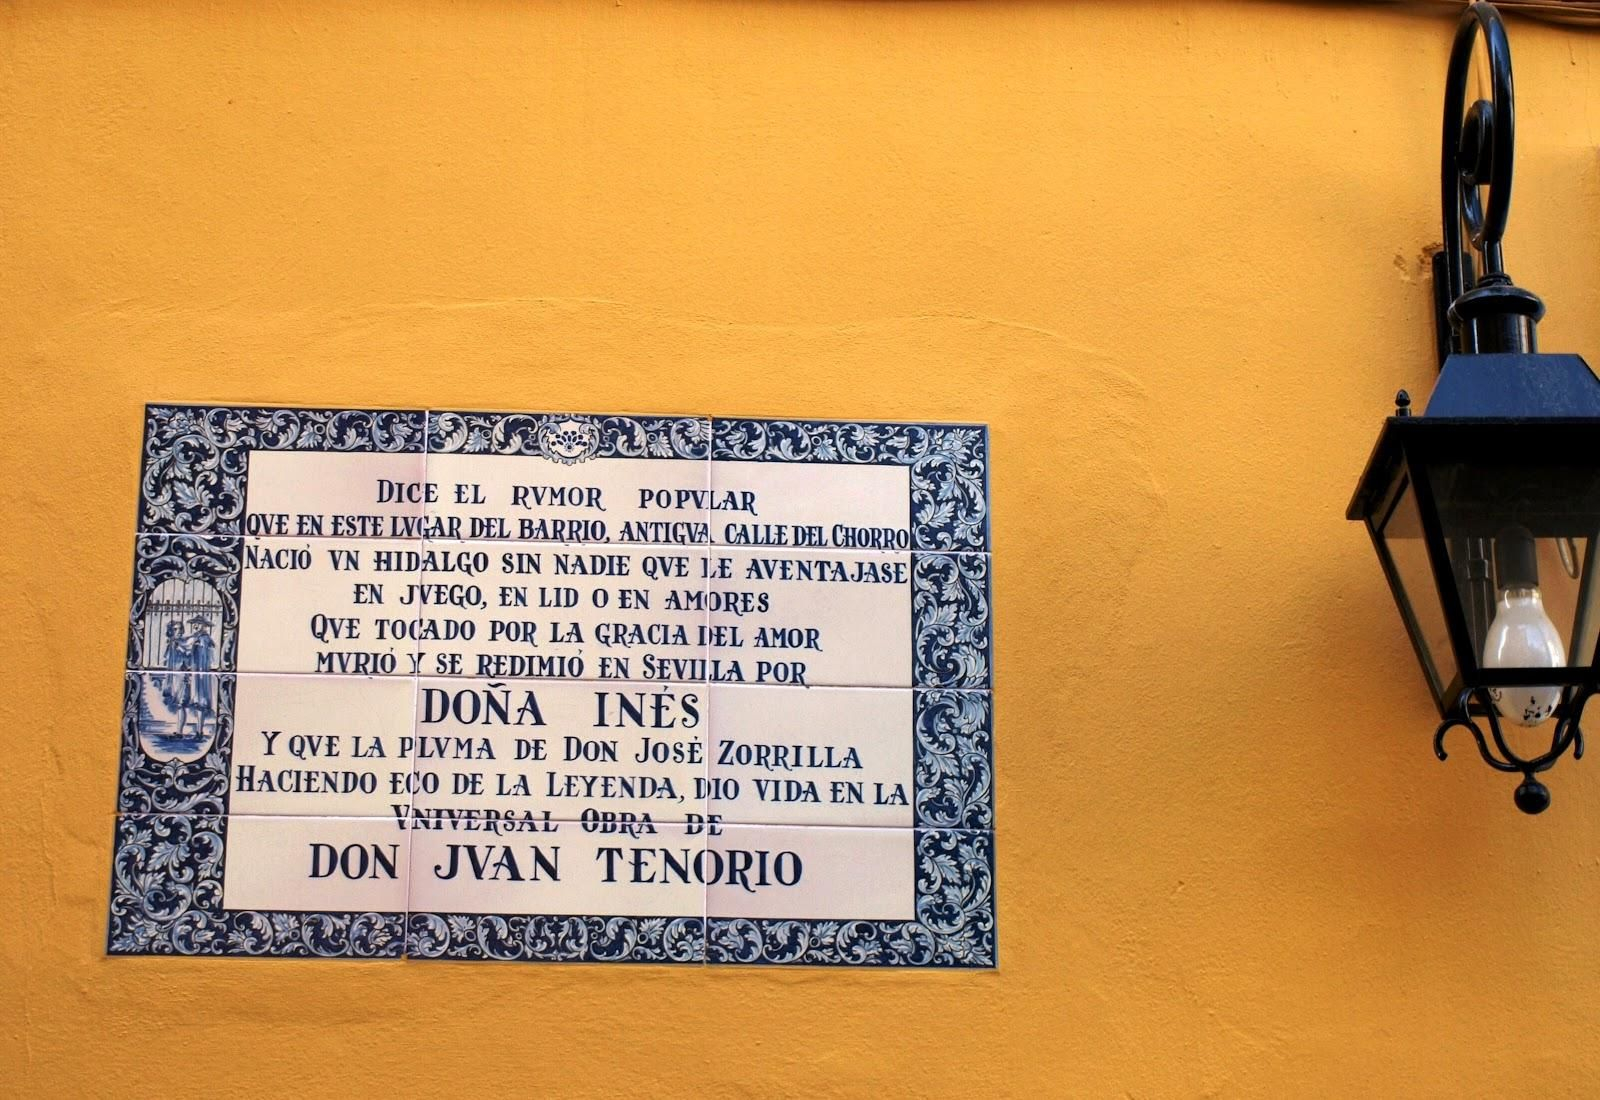 DICE EL RVMOR POPVLAR
QVE EN ESTE LVGAR DEL BARRIO, ANTIGVA CALLE DEL CHORRO
NACIÓ VN HIDALGO SIN NADIE QVE LE AVENTAJASE
EN JVEGO, EN LID O EN AMORES
QVE TOCADO POR LA GRACIA DEL AMOR
MVRIÓ Y SE REDIMIÓ EN SEVILLA POR
DOÑA INÉS
Y QVE LA PLVMA DE DON JOSÉ ZORRILLA
HACIENDO ECO DE LA LEYENDA, DIO VIDA EN LA
VNIVERSAL OBRA DE
DON JVAN TENORIO